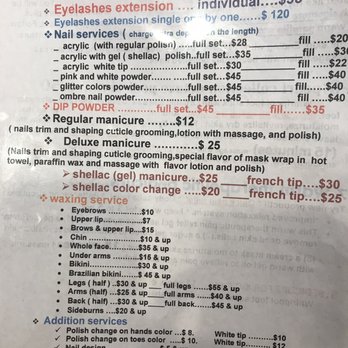 Eyelashes extension .... individual....$
Eyelashes extension single one by one......$ 120
Nail services ( charge extra depend on the length)
acrylic (with regular polish) .....full set...$28 fill .....$20
acrylic with gel ( shellac) polish..full set...$35 fill .....$
acrylic white tip ....full set...$30 fill .....$22
pink and white powder......full set...$45 fill .....$40
glitter colors powder......full set...$45 fill .....$40
ombre nail powder......full set...$45 fill .....$40
DIP POWDER ..........full set...$45 fill......$35
Regular manicure .......$12
( nails trim and shaping cuticle grooming,lotion with massage, and polish)
Deluxe manicure ........... $ 25
(Nails trim and shaping cuticle grooming,special flavor of mask wrap in hot
towel, paraffin wax and massage with flavor lotion and polish)
shellac (gel) manicure...$25 french tip....$30
shellac color change ....$20 french tip....$25
waxing service
Eyebrows ..........$10
Upper lip..........$7
Brows & upper lip...$15
Chin ..................$10 & up
Whole face.........$35 & up
Under arms .......$16 & up
Bikini...............$30 & up
Brazilian bikini..... $ 45 & up
Legs ( half ) ...$30 & up full legs .....$55 & up
Arms (half) ...$25 & up full arms .....$40 & up
Back ( half) ...$30 & up full back.....$45 & up
Sideburns ....$20 & up
Addition services
Polish change on hands color ...$ 8. White tip .........$10
Polish change on toes color .....$ 10. White tip.........$12
Nail design